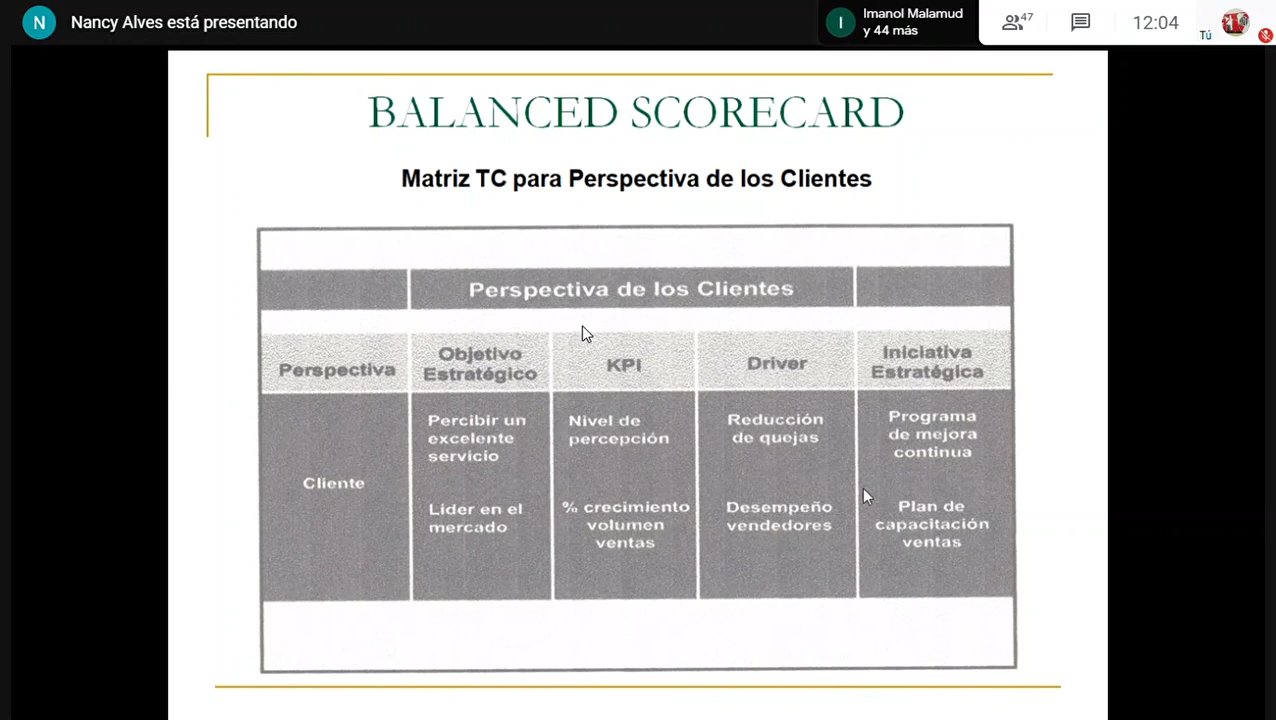 N Nancy Alves está presentando
I Imanol Malamud
y 44 más
47
12:04
Tú
BALANCED SCORECARD
Matriz TC para Perspectiva de los Clientes
Perspectiva de los Clientes
Perspectiva
Objetivo
Estratégico
KPI
Driver
Iniciativa
Estratégica
Cliente
Percibir un
excelente
servicio
Nivel de
percepción
Reducción
de quejas
Programa
de mejora
continua
Lider en el
mercado
% crecimiento
volumen
ventas
Desempeño
vendedores
Plan de
capacitación
ventas